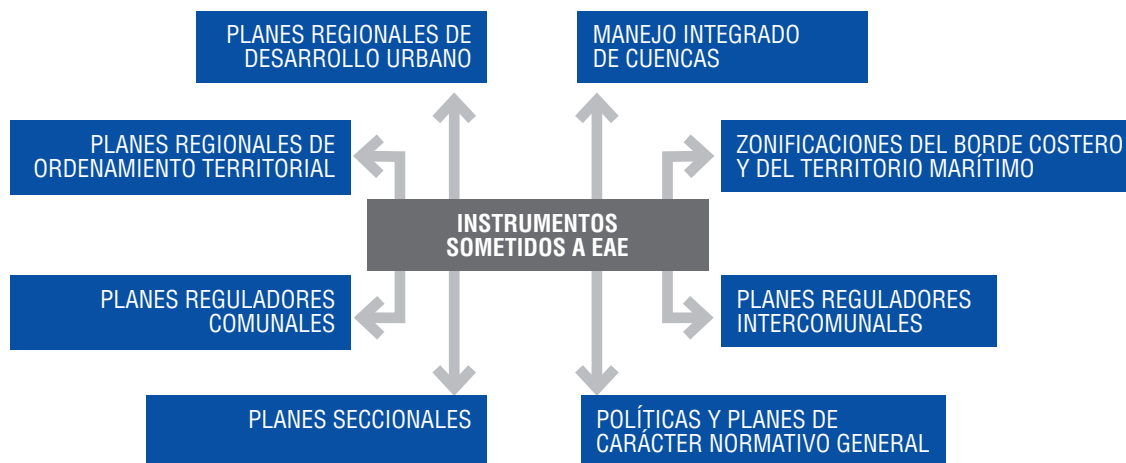 PLANES REGIONALES DE
DESARROLLO URBANO
MANEJO INTEGRADO
DE CUENCAS
PLANES REGIONALES DE
ORDENAMIENTO TERRITORIAL
ZONIFICACIONES DEL BORDE COSTERO
Y DEL TERRITORIO MARÍTIMO
INSTRUMENTOS
SOMETIDOS A EAE
PLANES REGULADORES
COMUNALES
PLANES REGULADORES
INTERCOMUNALES
PLANES SECCIONALES
POLÍTICAS Y PLANES DE
CARÁCTER NORMATIVO GENERAL